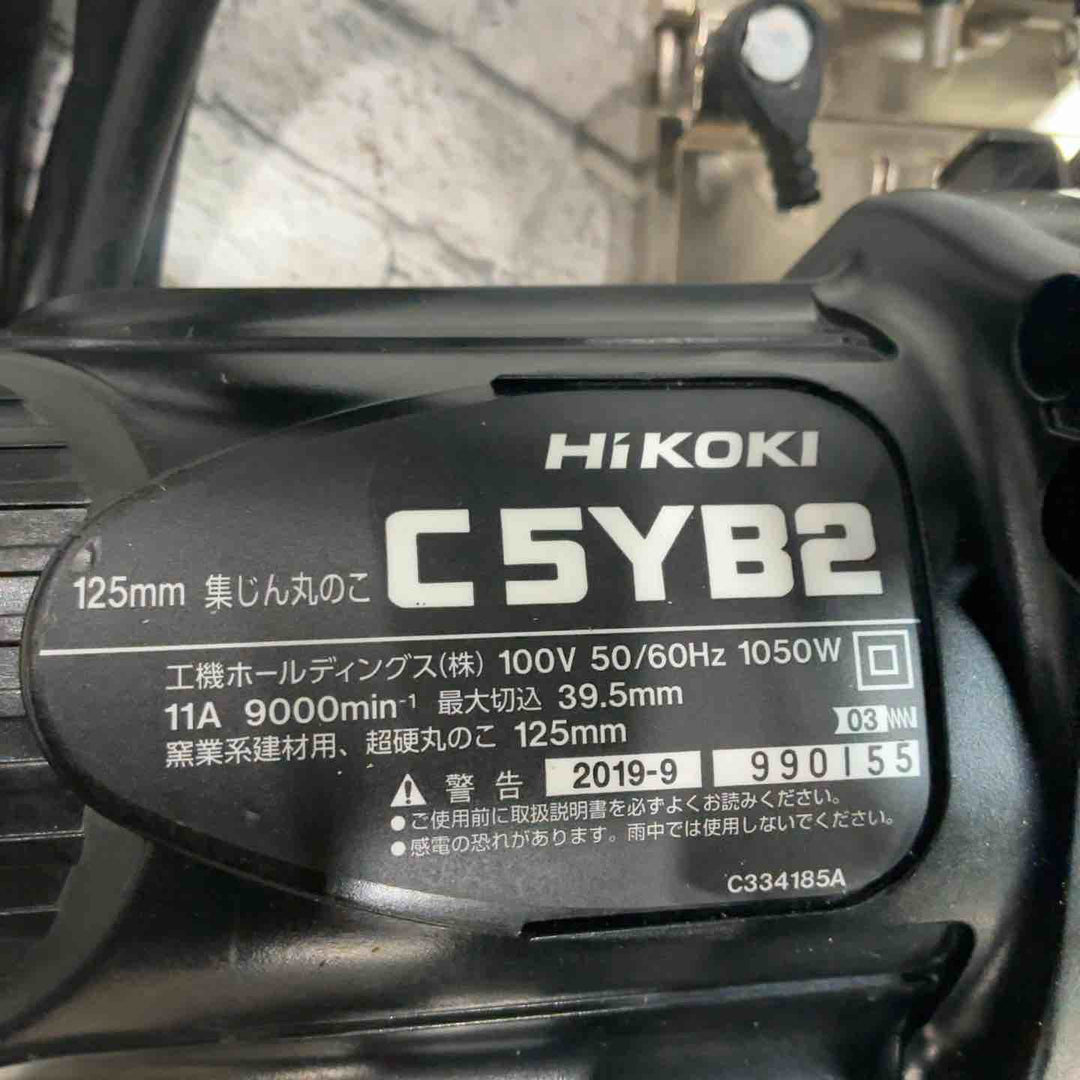 HiKOKI
125mm 集じん丸のこ C5YB2
工機ホールディングス(株) 100V 50/60Hz 1050W
11A 9000min⁻¹ 最大切込 39.5mm
03
窯業系建材用、超硬丸のこ 125mm
警告 2019-9 990155
●ご使用前に取扱説明書を必ずよくお読みください。
●感電の恐れがあります。雨中では使用しないでください。
C334185A